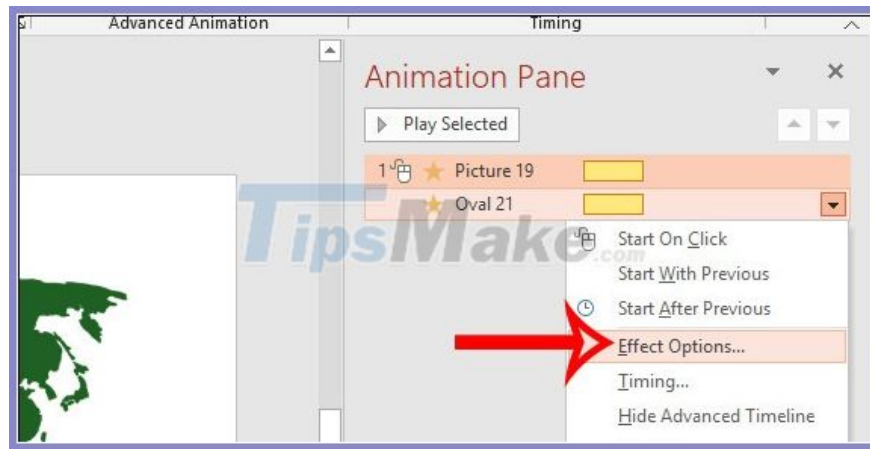 Advanced Animation Timing
Animation Pane
Play Selected
1 Picture 19
Oval 21
TipsMake.com
Start On Click
Start With Previous
Start After Previous
Effect Options...
Timing...
Hide Advanced Timeline